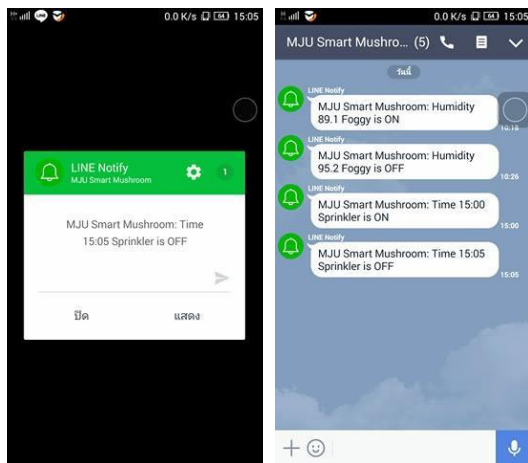 0.0 K/s 64 15:05
LINE Notify
MJU Smart Mushroom
1
MJU Smart Mushroom: Time
15:05 Sprinkler is OFF
ปิด
แสดง
0.0 K/s 64 15:05
MJU Smart Mushro... (5)
วันนี้
LINE Notify
MJU Smart Mushroom: Humidity
89.1 Foggy is ON
10:18
LINE Notify
MJU Smart Mushroom: Humidity
95.2 Foggy is OFF
10:26
LINE Notify
MJU Smart Mushroom: Time 15:00
Sprinkler is ON
15:00
LINE Notify
MJU Smart Mushroom: Time 15:05
Sprinkler is OFF
15:05